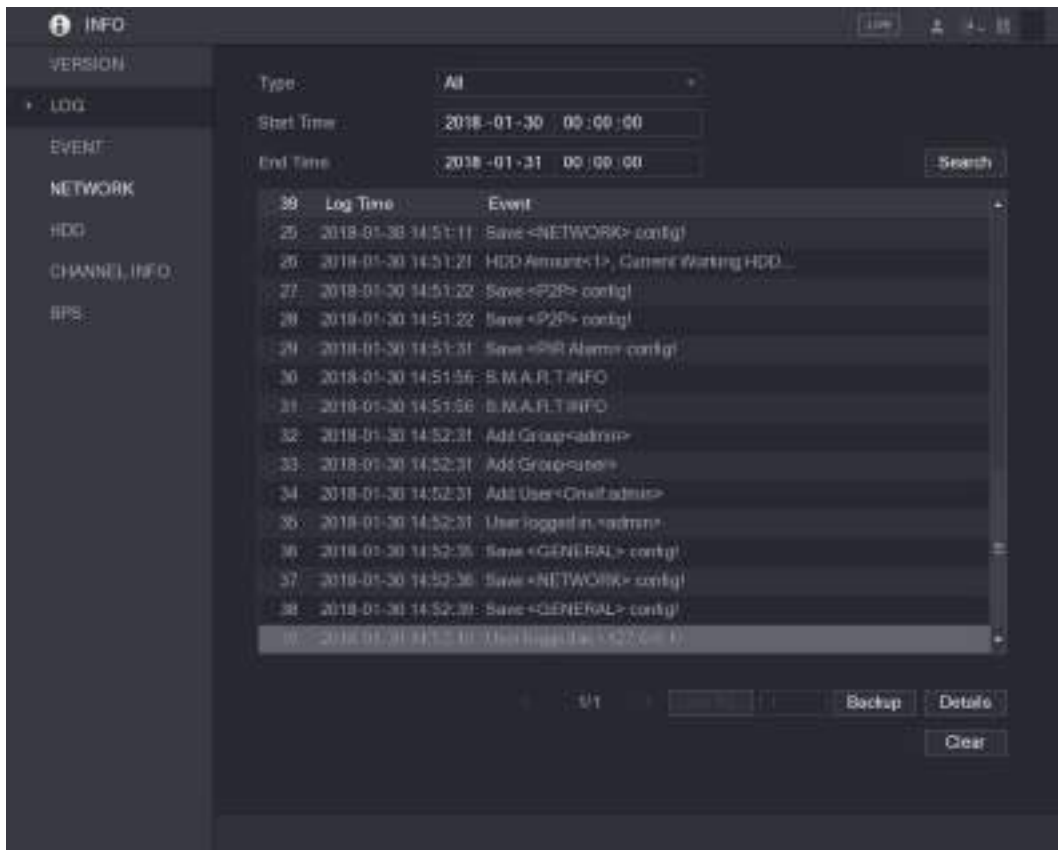 INFO
LIVE
VERSION
LOG
EVENT
NETWORK
HDD
CHANNEL INFO
BPS
Type All
Start Time 2018 -01 -30 00 : 00 : 00
End Time 2018 -01 -31 00 : 00 : 00
Search
39 Log Time Event
25 2018-01-30 14:51:11 Save <NETWORK> config!
26 2018-01-30 14:51:21 HDD Amount<1>, Current Working HDD...
27 2018-01-30 14:51:22 Save <P2P> config!
28 2018-01-30 14:51:22 Save <P2P> config!
29 2018-01-30 14:51:31 Save <PIR Alarm> config!
30 2018-01-30 14:51:56 S.M.A.R.T INFO
31 2018-01-30 14:51:56 S.M.A.R.T INFO
32 2018-01-30 14:52:31 Add Group<admin>
33 2018-01-30 14:52:31 Add Group<user>
34 2018-01-30 14:52:31 Add User<Onvif:admin>
35 2018-01-30 14:52:31 User logged in.<admin>
36 2018-01-30 14:52:35 Save <GENERAL> config!
37 2018-01-30 14:52:36 Save <NETWORK> config!
38 2018-01-30 14:52:39 Save <GENERAL> config!
1/1
Backup
Details
Clear